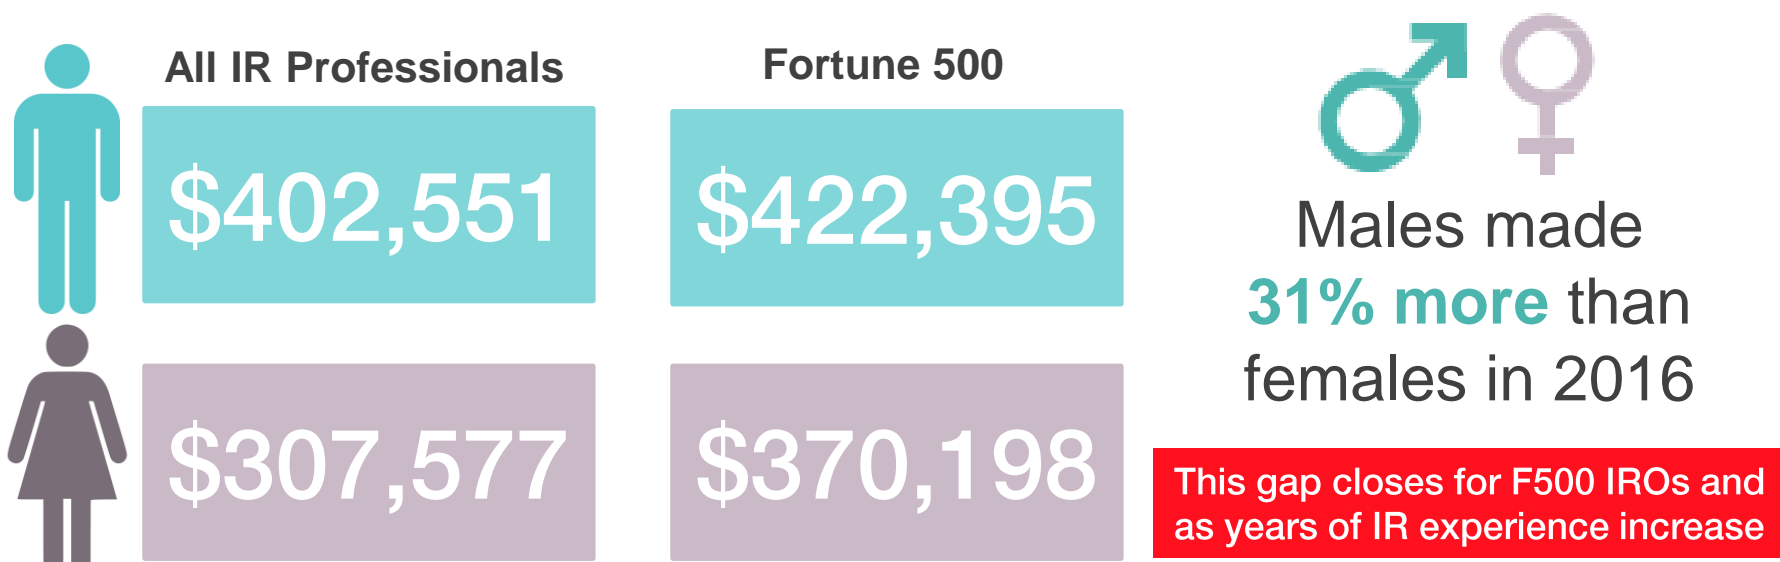 All IR Professionals
Fortune 500
$402,551
$422,395
$307,577
$370,198
Males made
31% more than
females in 2016
This gap closes for F500 IROs and
as years of IR experience increase